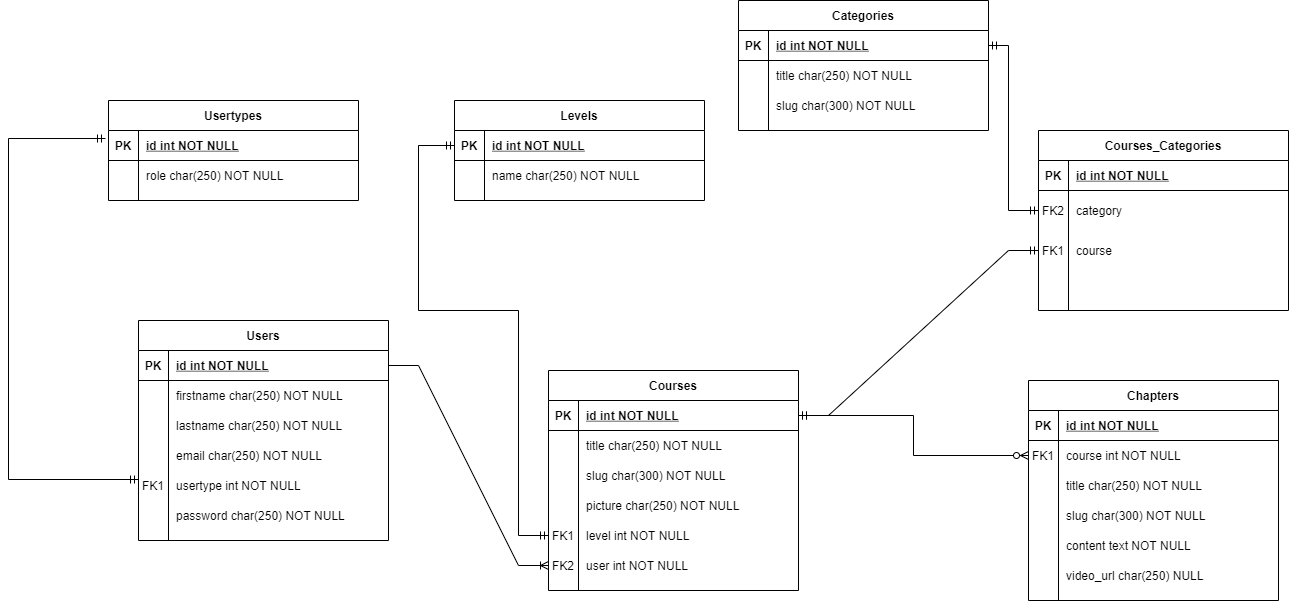 Categories
PK id int NOT NULL
title char(250) NOT NULL
slug char(300) NOT NULL
Usertypes
PK id int NOT NULL
role char(250) NOT NULL
Levels
PK id int NOT NULL
name char(250) NOT NULL
Courses_Categories
PK id int NOT NULL
FK2 category
FK1 course
Users
PK id int NOT NULL
firstname char(250) NOT NULL
lastname char(250) NOT NULL
email char(250) NOT NULL
FK1 usertype int NOT NULL
password char(250) NOT NULL
Courses
PK id int NOT NULL
title char(250) NOT NULL
slug char(300) NOT NULL
picture char(250) NOT NULL
FK1 level int NOT NULL
FK2 user int NOT NULL
Chapters
PK id int NOT NULL
FK1 course int NOT NULL
title char(250) NOT NULL
slug char(300) NOT NULL
content text NOT NULL
video_url char(250) NULL